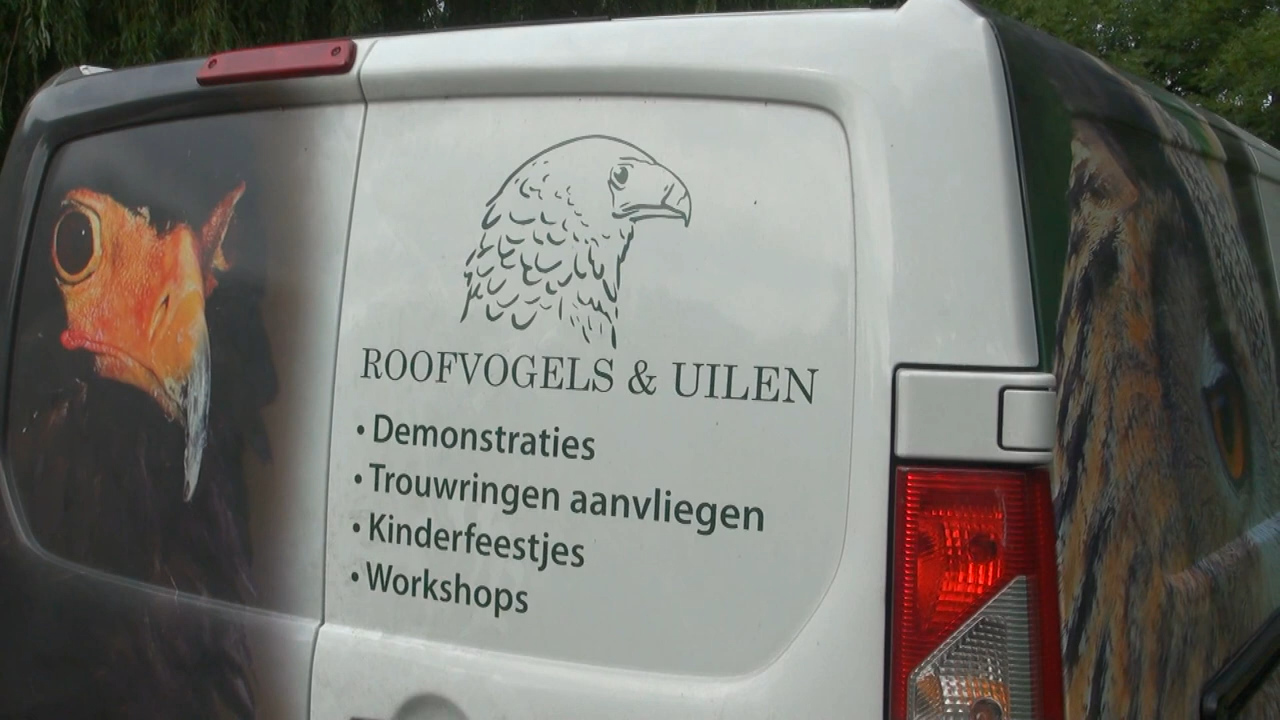 ROOFVOGELS & UILEN
• Demonstraties
• Trouwringen aanvliegen
• Kinderfeestjes
• Workshops